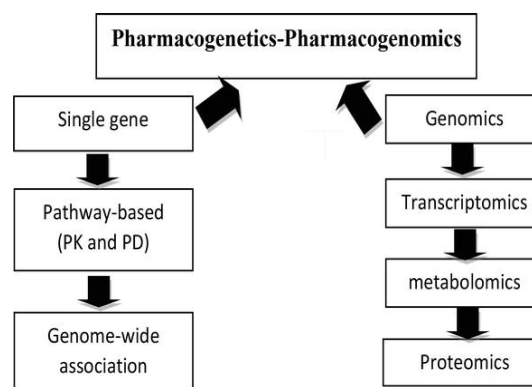 Pharmacogenetics-Pharmacogenomics
Single gene
Pathway-based
(PK and PD)
Genome-wide
association
Genomics
Transcriptomics
metabolomics
Proteomics